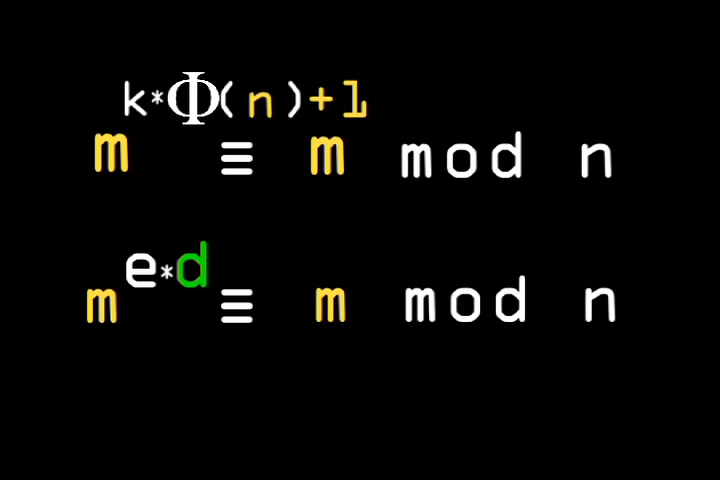 k*Φ(n)+1
m ≡ m mod n
e*d
m ≡ m mod n